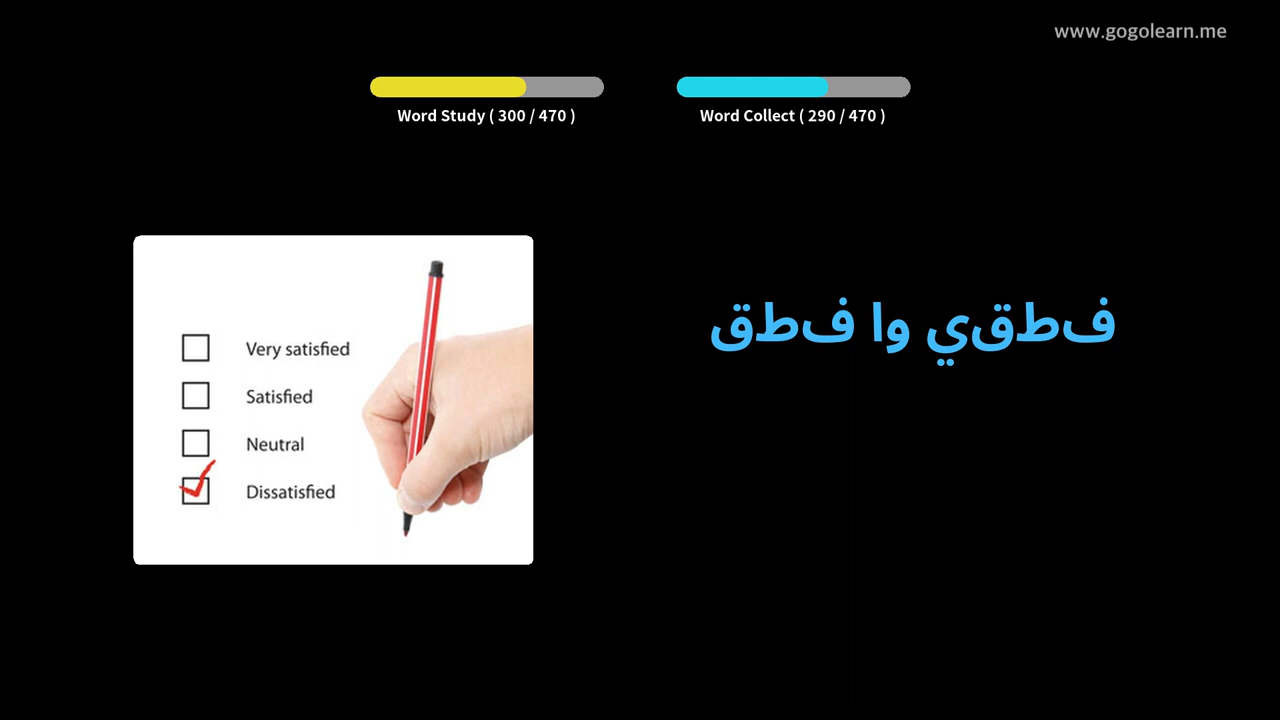 www.gogolearn.me
Word Study ( 300 / 470 )
Word Collect ( 290 / 470 )
فطقي وا فطق
Very satisfied
Satisfied
Neutral
Dissatisfied